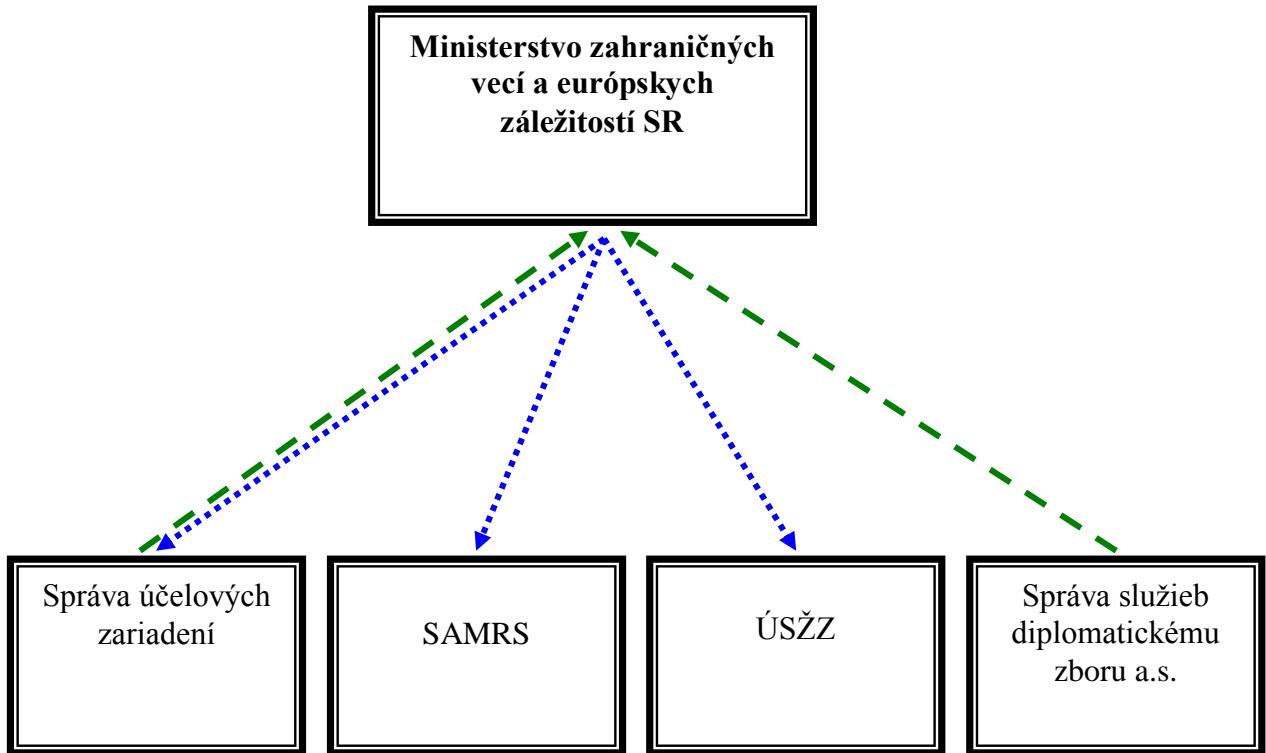 Ministerstvo zahraničných
vecí a európskych
záležitostí SR
Správa účelových
zariadení
SAMRS
ÚSŽZ
Správa služieb
diplomatickému
zboru a.s.